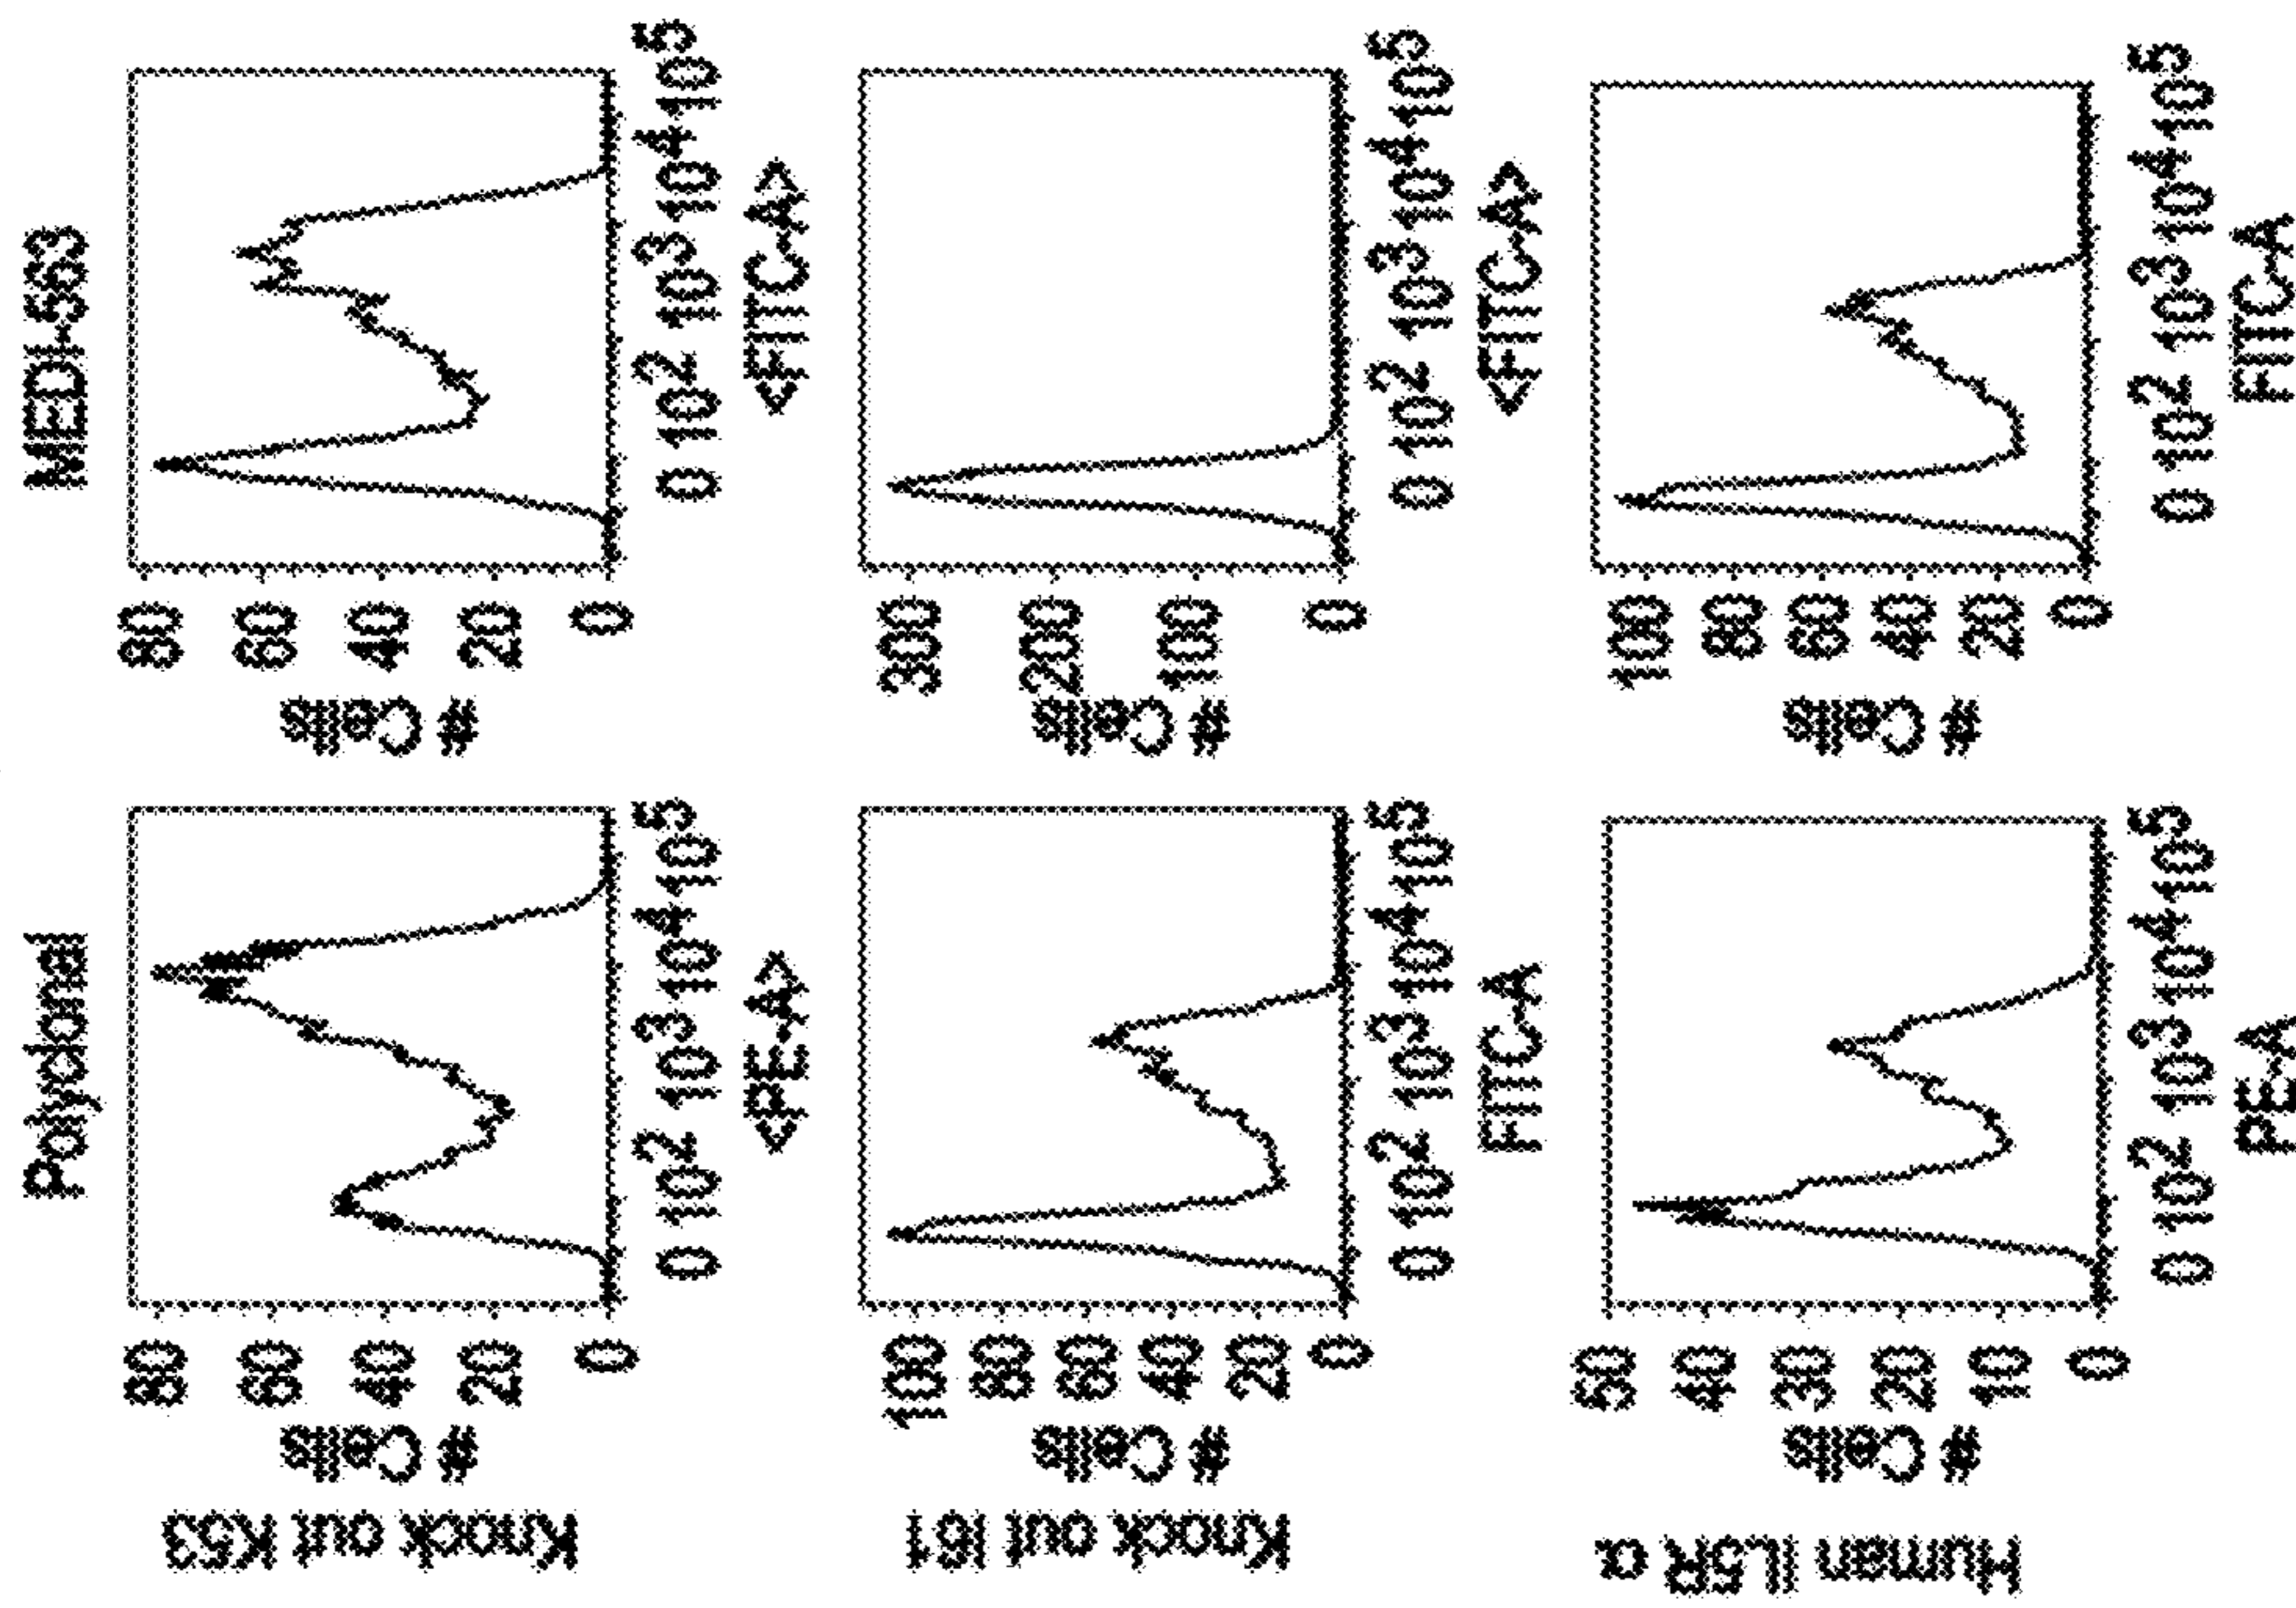 Polyclonal
MEDI-563
Knock out K53
# Cells
80
60
40
20
0
0 10² 10³ 10⁴ 10⁵
<PE-A>
# Cells
80
60
40
20
0
0 10² 10³ 10⁴ 10⁵
<FITC-A>
Knock out I61
# Cells
100
80
60
40
20
0
0 10² 10³ 10⁴ 10⁵
FITC-A
# Cells
300
200
100
0
0 10² 10³ 10⁴ 10⁵
<FITC-A>
Human IL5R α
# Cells
50
40
30
20
10
0
0 10² 10³ 10⁴ 10⁵
PE-A
# Cells
100
80
60
40
20
0
0 10² 10³ 10⁴ 10⁵
FITC-A